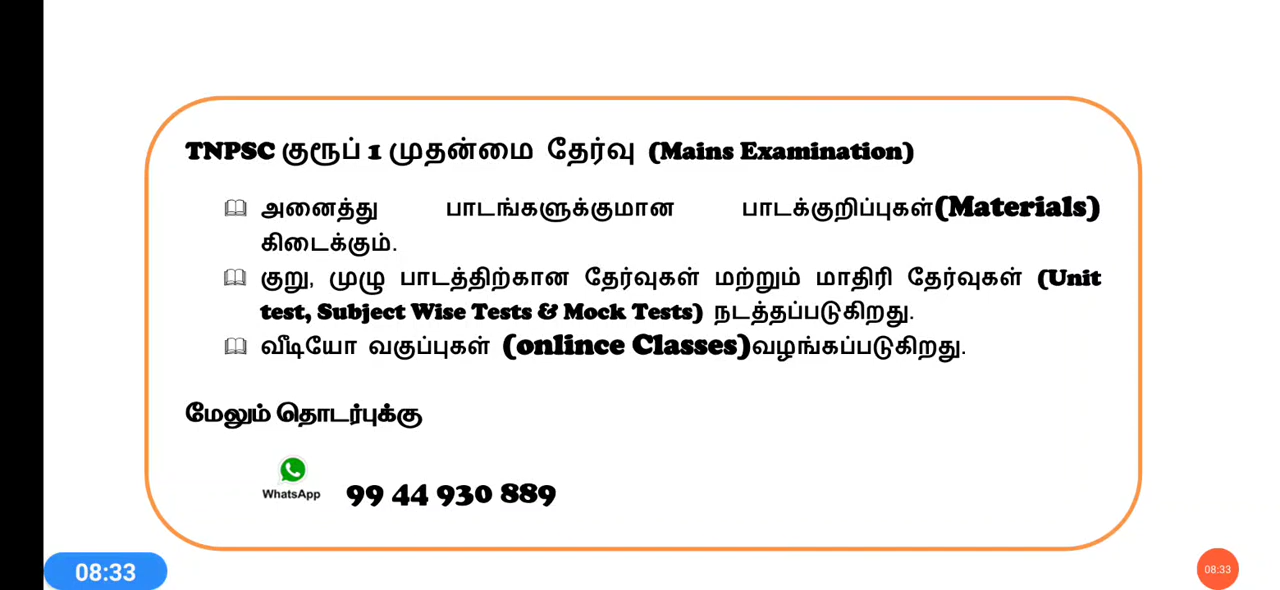 TNPSC குரூப் 1 முதன்மை தேர்வு (Mains Examination)
அனைத்து பாடங்களுக்குமான பாடக்குறிப்புகள்(Materials)
கிடைக்கும்.
குறு, முழு பாடத்திற்கான தேர்வுகள் மற்றும் மாதிரி தேர்வுகள் (Unit
test, Subject Wise Tests & Mock Tests) நடத்தப்படுகிறது.
வீடியோ வகுப்புகள் (onlince Classes)வழங்கப்படுகிறது.
மேலும் தொடர்புக்கு
WhatsApp 99 44 930 889
08:33
08:33